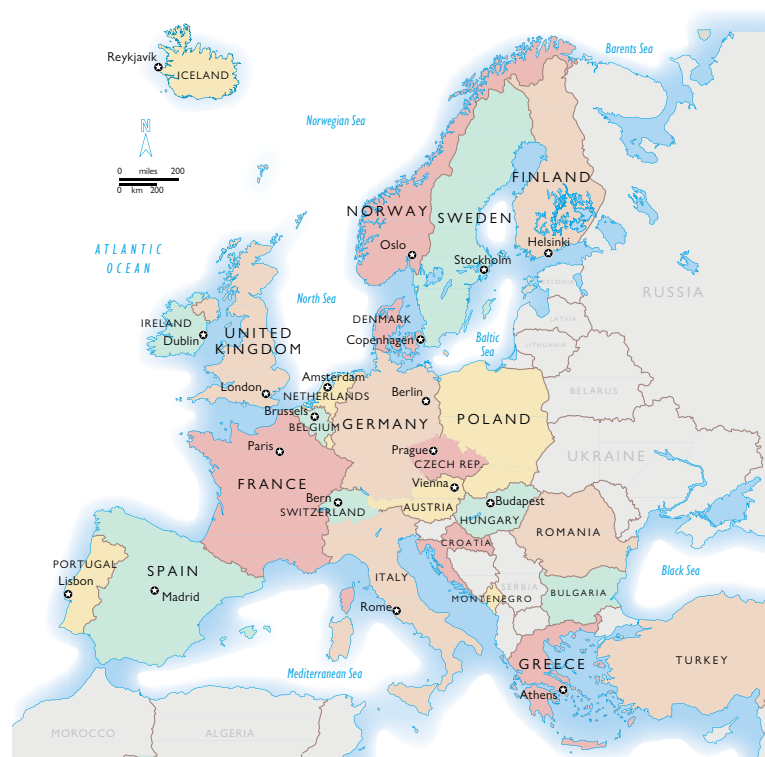 Barents Sea
Reykjavík
ICELAND
Norwegian Sea
N
0 miles 200
0 km 200
FINLAND
NORWAY
SWEDEN
ATLANTIC
OCEAN
Oslo
Helsinki
Stockholm
ESTONIA
RUSSIA
North Sea
LATVIA
IRELAND
Dublin
UNITED
KINGDOM
DENMARK
Copenhagen
Baltic
Sea
LITHUANIA
Amsterdam
NETHERLANDS
London
Berlin
BELARUS
Brussels
BELGIUM
GERMANY
POLAND
Paris
Prague
CZECH REP.
UKRAINE
FRANCE
Vienna
Bern
SWITZERLAND
AUSTRIA
Budapest
HUNGARY
ROMANIA
CROATIA
PORTUGAL
Lisbon
SPAIN
Madrid
ITALY
Rome
SERBIA
MONTENEGRO
BULGARIA
Black Sea
Mediterranean Sea
GREECE
Athens
TURKEY
MOROCCO
ALGERIA